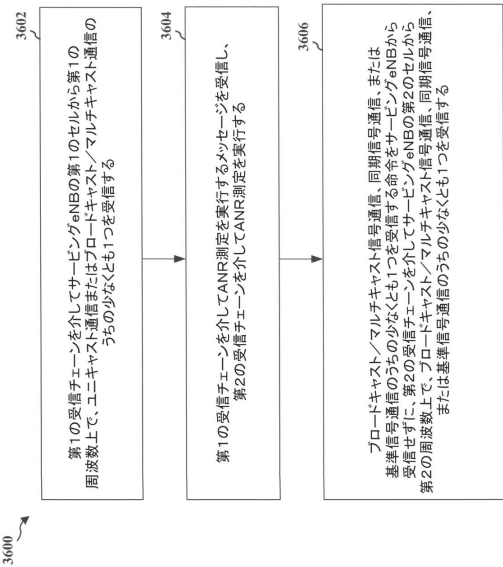 3600
3602
第1の受信チェーンを介してサービングeNBの第1のセルから第1の
周波数上で、ユニキャスト通信またはブロードキャスト/マルチキャスト通信の
うちの少なくとも1つを受信する
3604
第1の受信チェーンを介してANR測定を実行するメッセージを受信し、
第2の受信チェーンを介してANR測定を実行する
3606
ブロードキャスト/マルチキャスト信号通信、同期信号通信、または
基準信号通信のうちの少なくとも1つを受信する命令をサービングeNBから
受信せずに、第2の受信チェーンを介してサービングeNBの第2のセルから
第2の周波数上で、ブロードキャスト/マルチキャスト信号通信、同期信号通信、
または基準信号通信のうちの少なくとも1つを受信する